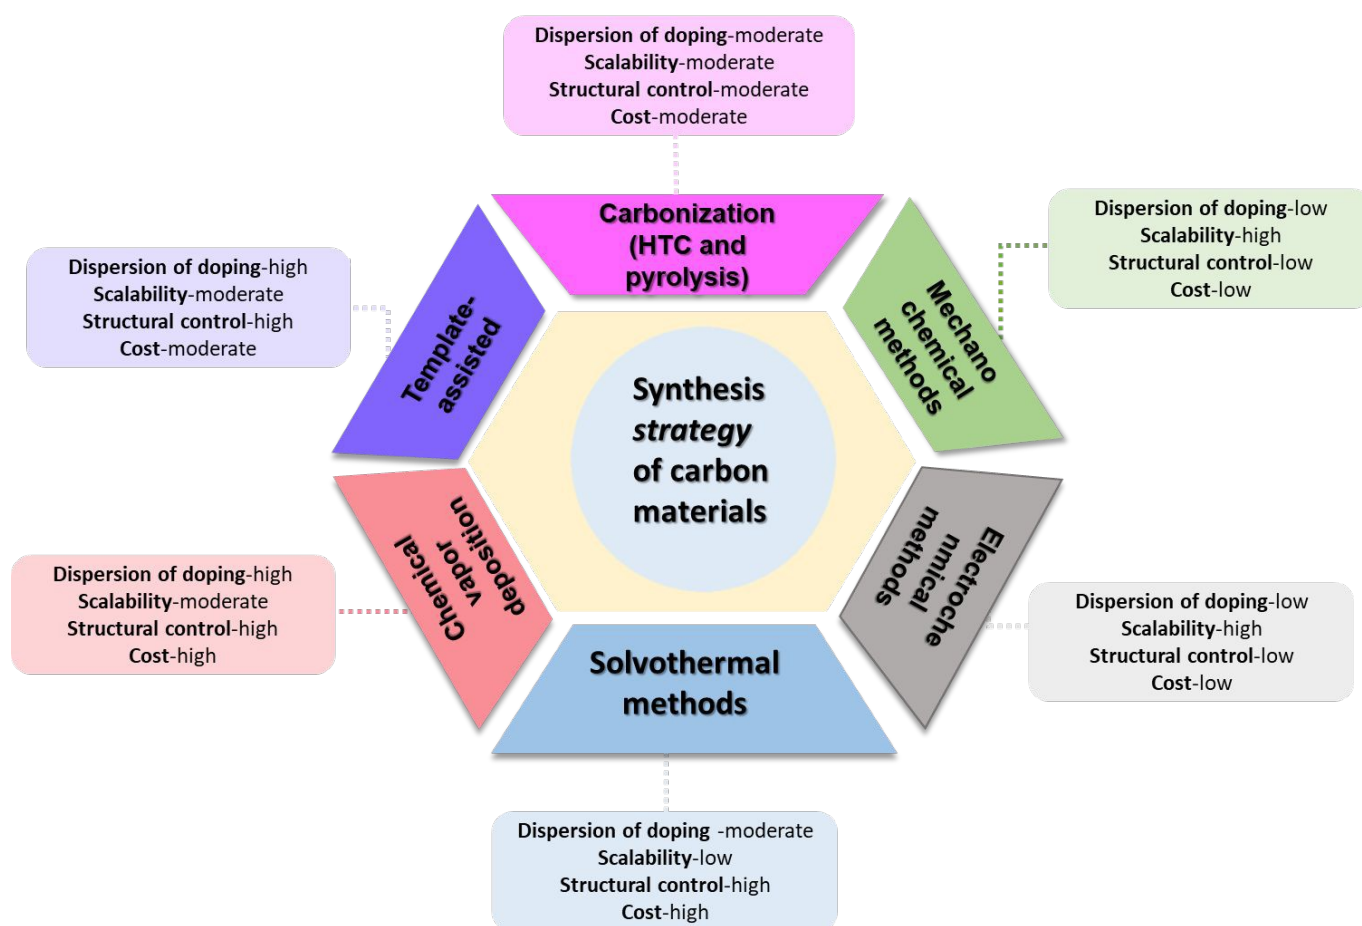 Dispersion of doping-moderate
Scalability-moderate
Structural control-moderate
Cost-moderate
Carbonization
(HTC and
pyrolysis)
Dispersion of doping-low
Scalability-high
Structural control-low
Cost-low
Mechano
chemical
methods
Dispersion of doping-high
Scalability-moderate
Structural control-high
Cost-moderate
Template-
assisted
Synthesis
strategy
of carbon
materials
Chemical
vapor
deposition
Dispersion of doping-high
Scalability-moderate
Structural control-high
Cost-high
Electroche
nmical
methods
Dispersion of doping-low
Scalability-high
Structural control-low
Cost-low
Solvothermal
methods
Dispersion of doping -moderate
Scalability-low
Structural control-high
Cost-high